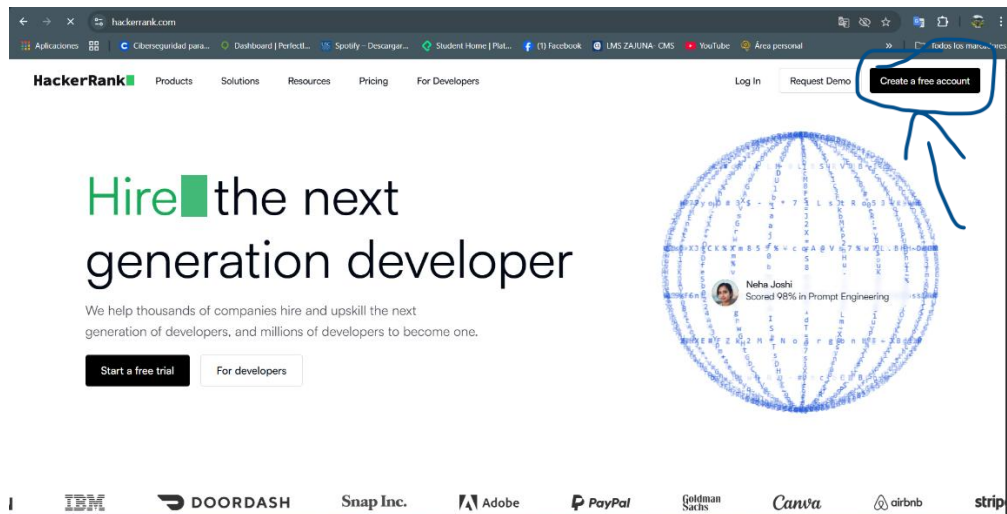 hackerrank.com
Aplicaciones
Ciberseguridad para...
Dashboard | Perfectl...
Spotify – Descargar...
Student Home | Plat...
(1) Facebook
LMS ZAJUNA- CMS
YouTube
Área personal
»
Todos los marcadores
HackerRank
Products
Solutions
Resources
Pricing
For Developers
Log In
Request Demo
Create a free account
Hire the next
generation developer
We help thousands of companies hire and upskill the next
generation of developers, and millions of developers to become one.
Start a free trial
For developers
Neha Joshi
Scored 98% in Prompt Engineering
IBM
DOORDASH
Snap Inc.
Adobe
PayPal
Goldman
Sachs
Canva
airbnb
strip